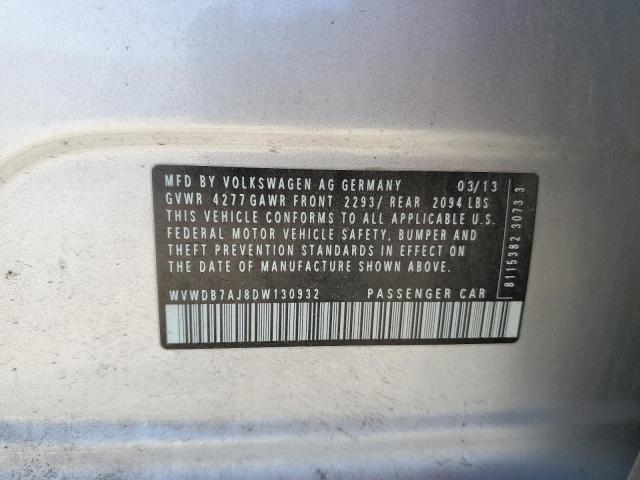 MFD BY VOLKSWAGEN AG GERMANY 03/13
GVWR 4277 GAWR FRONT 2293/ REAR 2094 LBS
THIS VEHICLE CONFORMS TO ALL APPLICABLE U.S.
FEDERAL MOTOR VEHICLE SAFETY, BUMPER AND
THEFT PREVENTION STANDARDS IN EFFECT ON
THE DATE OF MANUFACTURE SHOWN ABOVE.
WVWDB7AJ8DW130932 PASSENGER CAR
8115382 3073 3